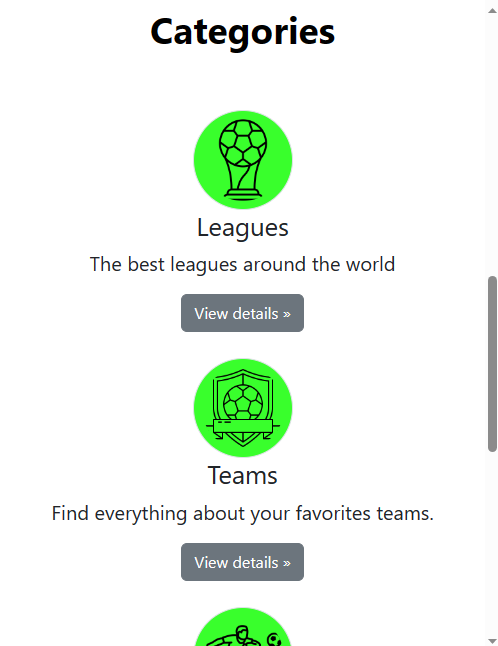 Categories
Leagues
The best leagues around the world
View details »
Teams
Find everything about your favorites teams.
View details »